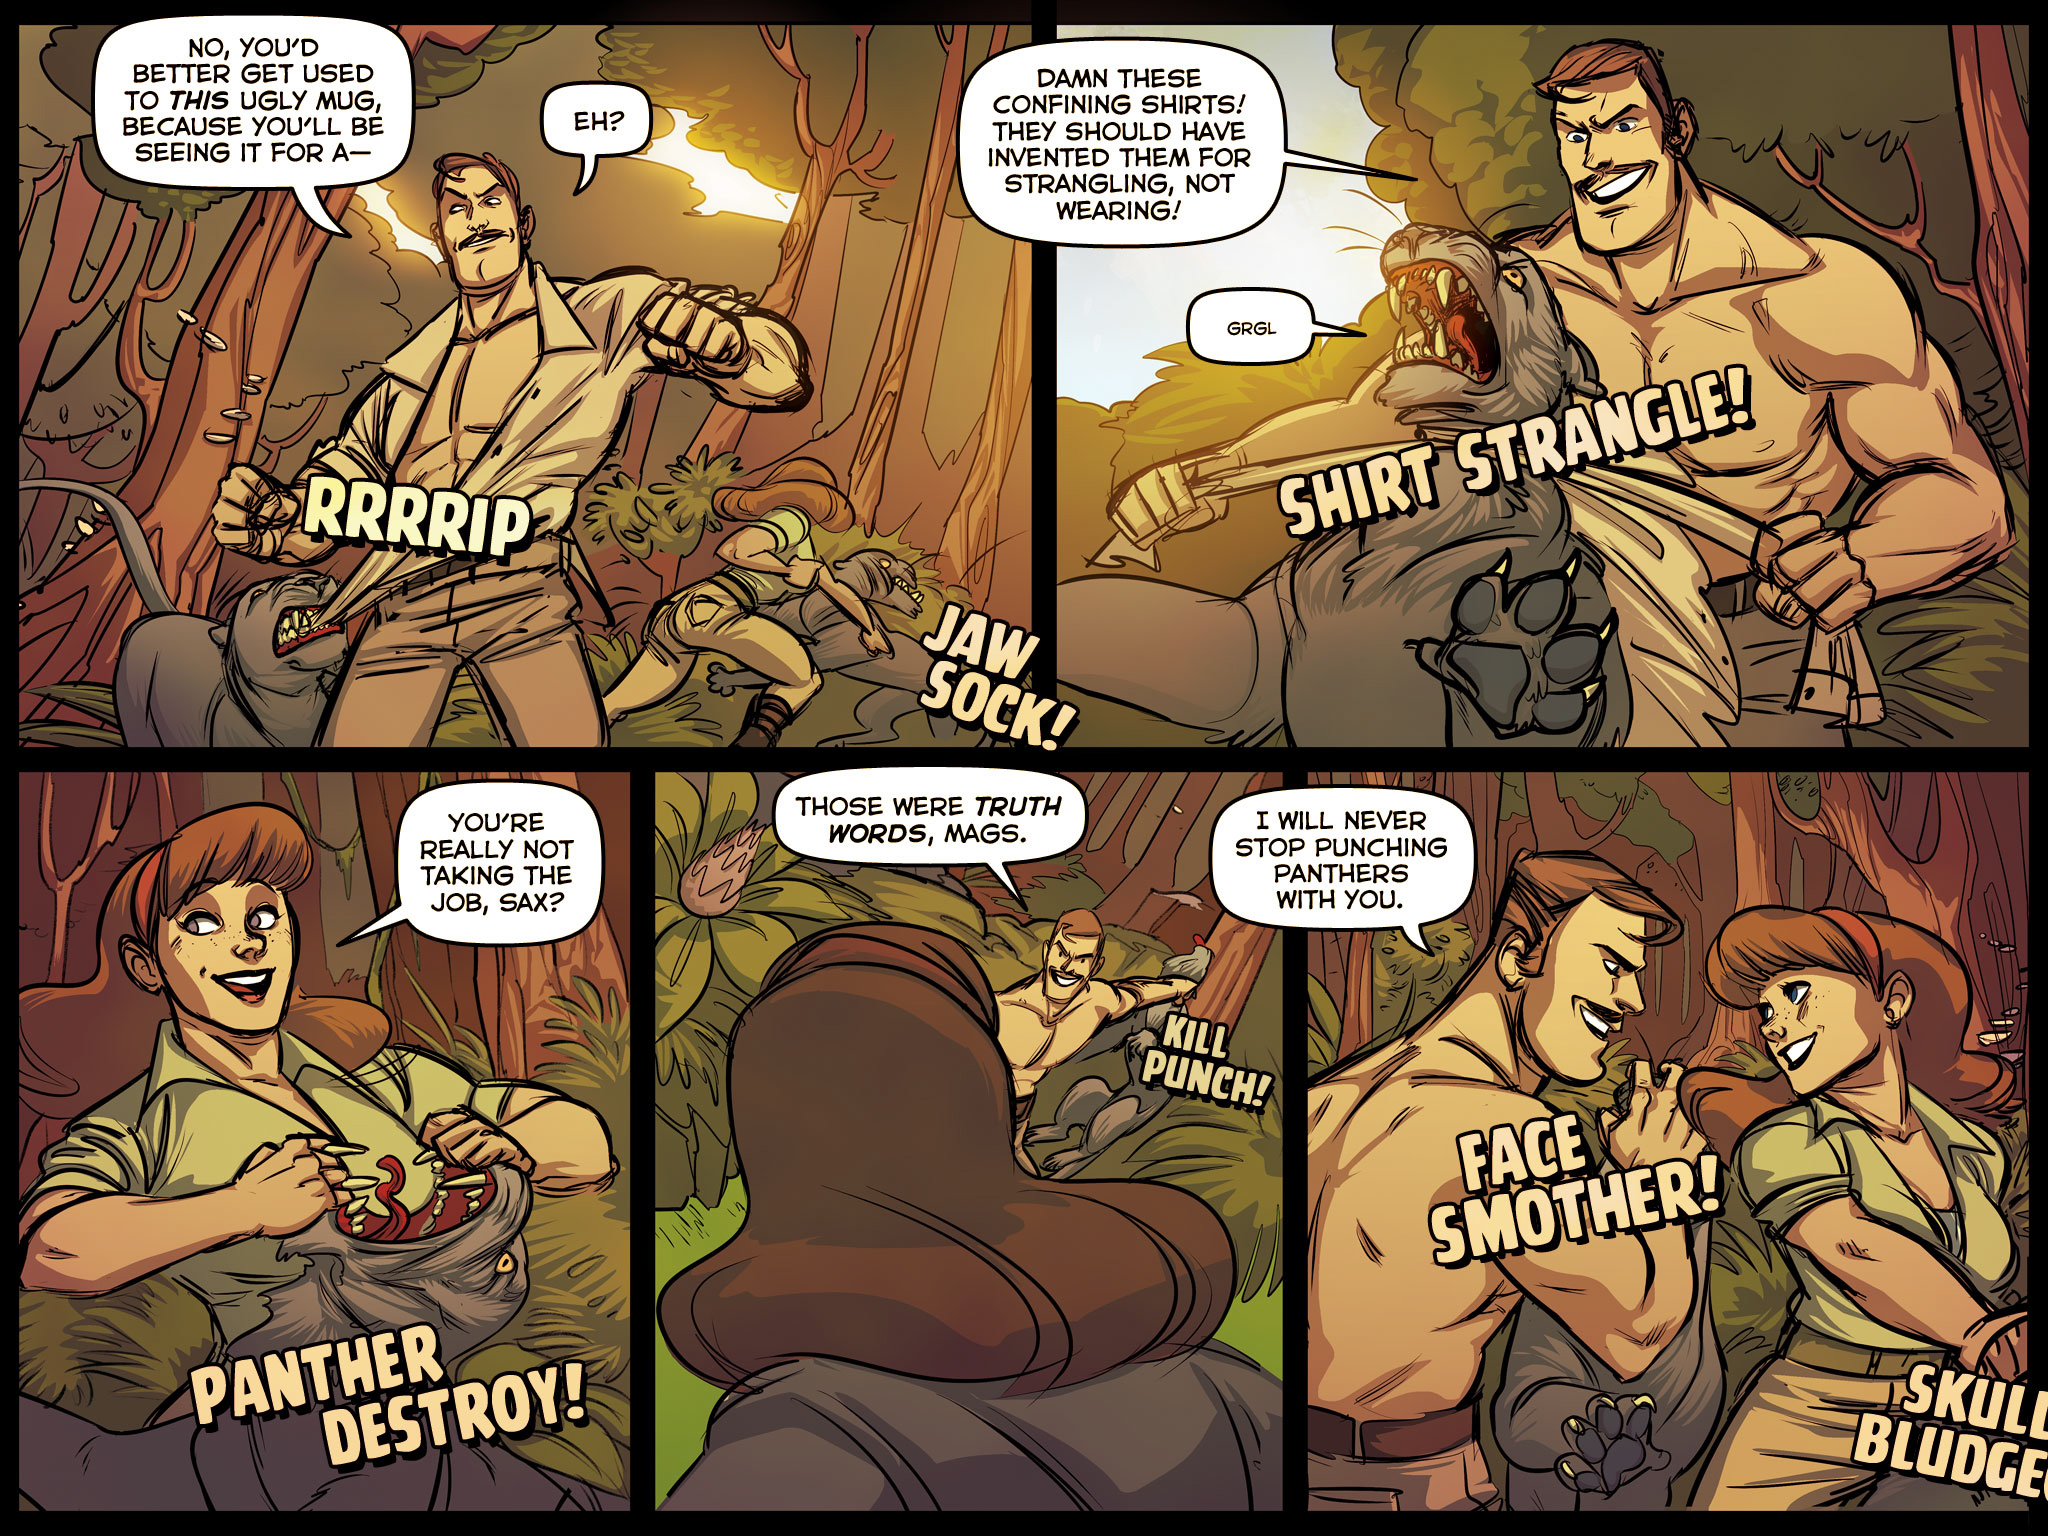 NO, YOU'D
BETTER GET USED
TO THIS UGLY MUG,
BECAUSE YOU'LL BE
SEEING IT FOR A—
EH?
RRRRIP
JAW
SOCK!
DAMN THESE
CONFINING SHIRTS!
THEY SHOULD HAVE
INVENTED THEM FOR
STRANGLING, NOT
WEARING!
GRGL
SHIRT STRANGLE!
YOU'RE
REALLY NOT
TAKING THE
JOB, SAX?
PANTHER
DESTROY!
THOSE WERE TRUTH
WORDS, MAGS.
KILL
PUNCH!
I WILL NEVER
STOP PUNCHING
PANTHERS
WITH YOU.
FACE
SMOTHER!
SKULL
BLUDGEO